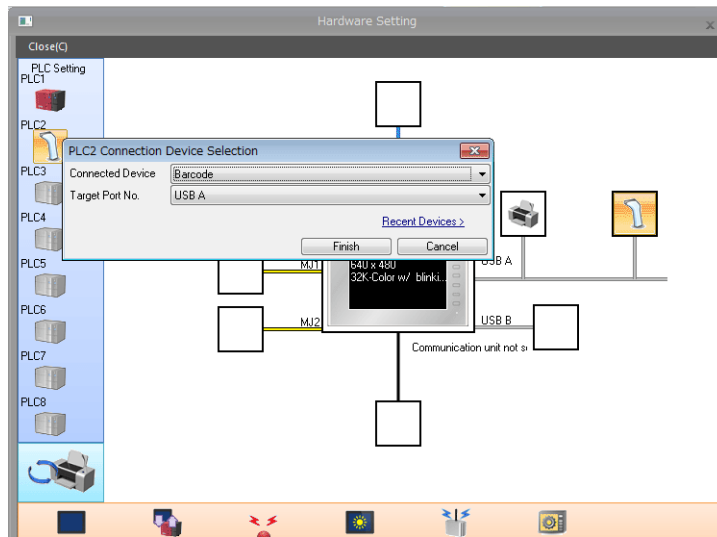 Hardware Setting
Close(C)
PLC Setting
PLC1
PLC2
PLC2 Connection Device Selection
Connected Device Barcode
Target Port No. USB A
Recent Devices >
Finish Cancel
PLC3
PLC4
PLC5
PLC6
PLC7
PLC8
MJ1
640 x 480
32K-Color w/ blinki...
USB A
MJ2
USB B
Communication unit not s